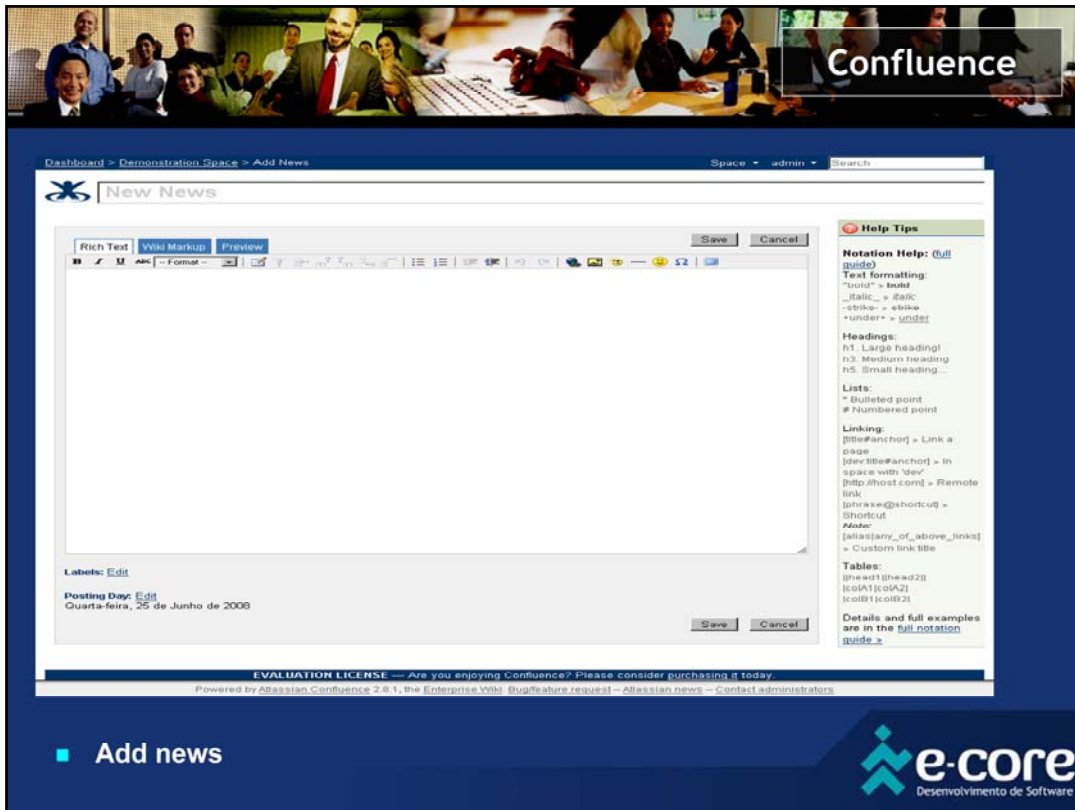 Confluence
Dashboard > Demonstration Space > Add News
Space admin Search
New News
Rich Text Wiki Markup Preview
Save Cancel
B I U ABC -- Format --
Labels: Edit
Posting Day: Edit
Quarta-feira, 25 de Junho de 2008
Save Cancel
Help Tips
Notation Help: (full
guide)
Text formatting:
*bold* » bold
_italic_ » italic
-strike- » strike
+under+ » under
Headings:
h1. Large heading!
h3. Medium heading
h5. Small heading...
Lists:
* Bulleted point
# Numbered point
Linking:
[title#anchor] » Link a
page
[dev:title#anchor] » In
space with 'dev'
[http://host.com] » Remote
link
[phrase@shortcut] »
Shortcut
Note:
[alias|any_of_above_links]
» Custom link title
Tables:
||head1||head2||
|colA1|colA2|
|colB1|colB2|
Details and full examples
are in the full notation
guide »
EVALUATION LICENSE — Are you enjoying Confluence? Please consider purchasing it today.
Powered by Atlassian Confluence 2.8.1, the Enterprise Wiki. Bug/feature request – Atlassian news – Contact administrators
Add news
e-core
Desenvolvimento de Software